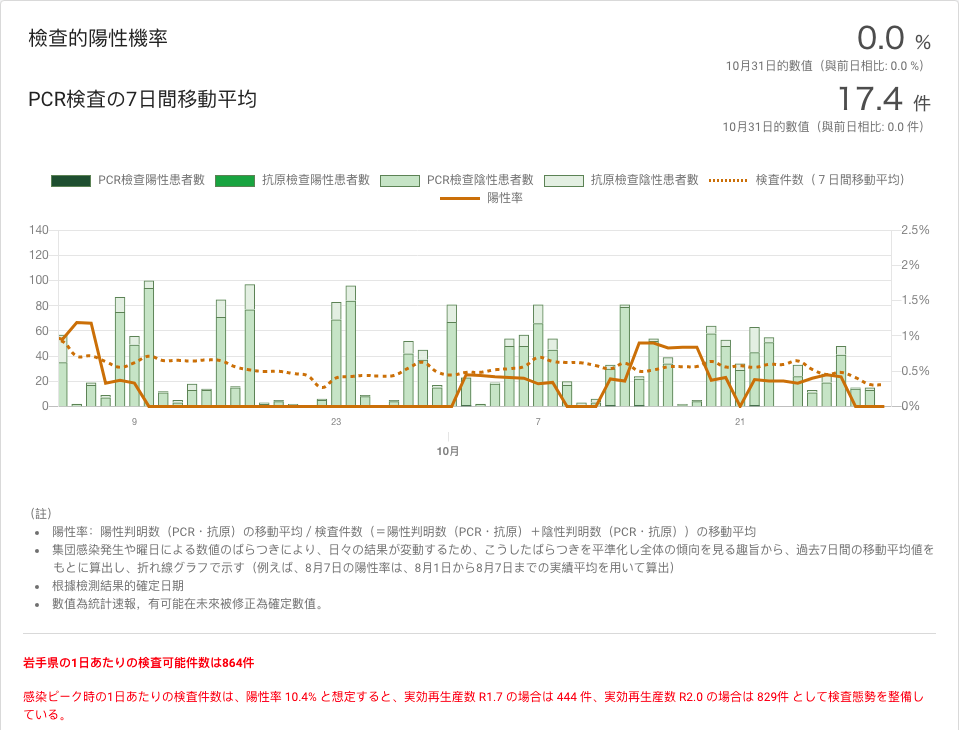 檢查的陽性機率
0.0 %
10月31日的數值（與前日相比: 0.0 %）
PCR検査の7日間移動平均
17.4 件
10月31日的數值（與前日相比: 0.0 件）
PCR檢查陽性患者數 抗原檢查陽性患者數 PCR檢查陰性患者數 抗原檢查陰性患者數 検査件数（７日間移動平均）
陽性率
140 2.5%
120 2%
100 1.5%
80 1%
60 0.5%
40 0%
20
0
9 23 7 21
10月
（註）
陽性率：陽性判明数（PCR・抗原）の移動平均 / 検査件数（＝陽性判明数（PCR・抗原）＋陰性判明数（PCR・抗原））の移動平均
集団感染発生や曜日による数値のばらつきにより、日々の結果が変動するため、こうしたばらつきを平準化し全体の傾向を見る趣旨から、過去7日間の移動平均値を
もとに算出し、折れ線グラフで示す（例えば、8月7日の陽性率は、8月1日から8月7日までの実績平均を用いて算出）
根據檢測結果的確定日期
數值為統計速報，有可能在未來被修正為確定數值。
岩手県の1日あたりの検査可能件数は864件
感染ピーク時の1日あたりの検査件数は、陽性率 10.4% と想定すると、実効再生産数 R1.7 の場合は 444 件、実効再生産数 R2.0 の場合は 829件 として検査態勢を整備し
ている。